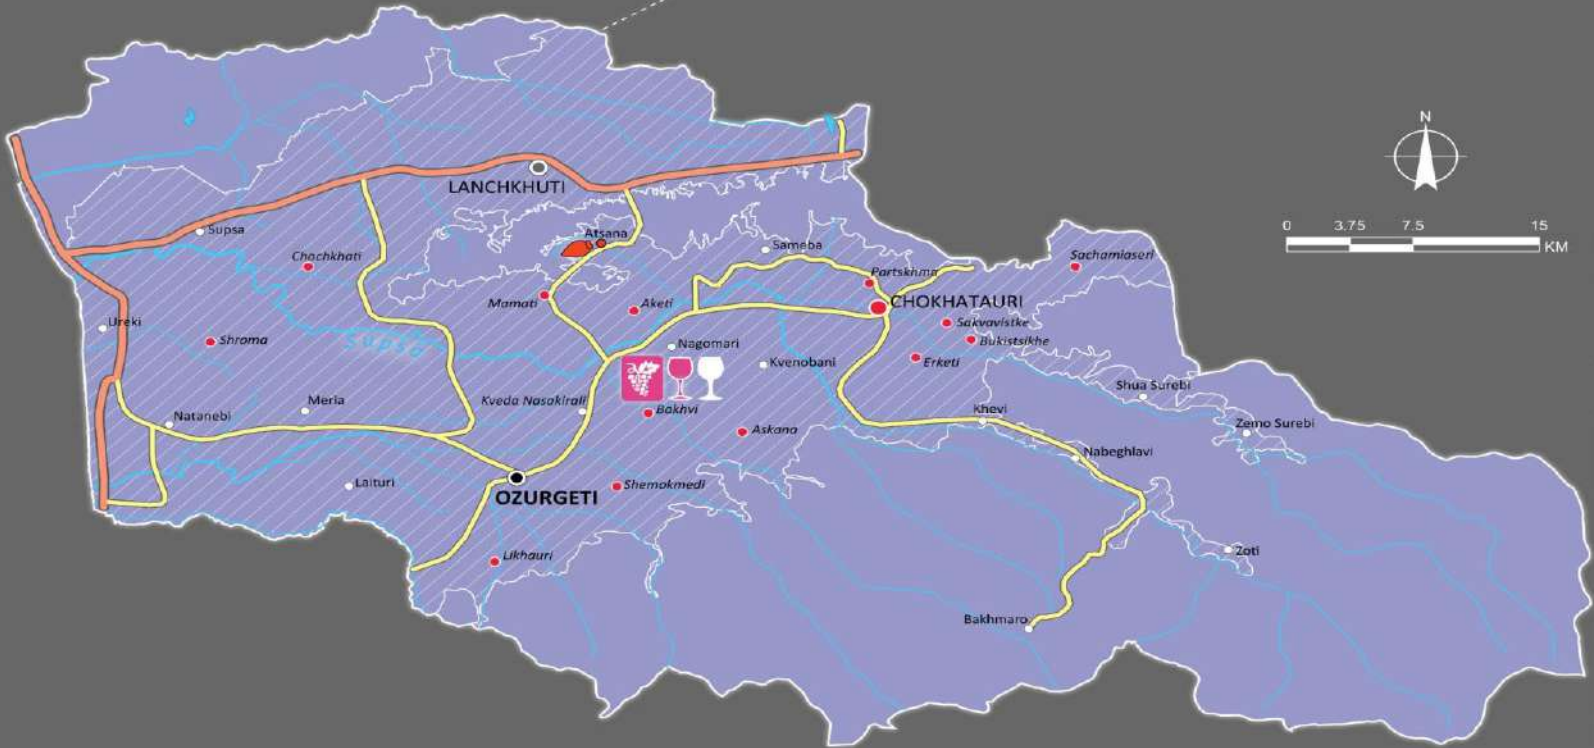 N
0 3.75 7.5 15
KM
LANCHKHUTI
Supsa
Atsana
Sameba
Chochkhati
Sachamiaseri
Partskhma
Mamati
Aketi
CHOKHATAURI
Ureki
Shroma
Supsa
Sakvavistke
Bukistsikhe
Nagomari
Kvenobani
Erketi
Shua Surebi
Natanebi
Meria
Kveda Nasakirali
Bakhvi
Khevi
Zemo Surebi
Askana
Nabeghlavi
Laituri
OZURGETI
Shemokmedi
Likhauri
Zoti
Bakhmaro